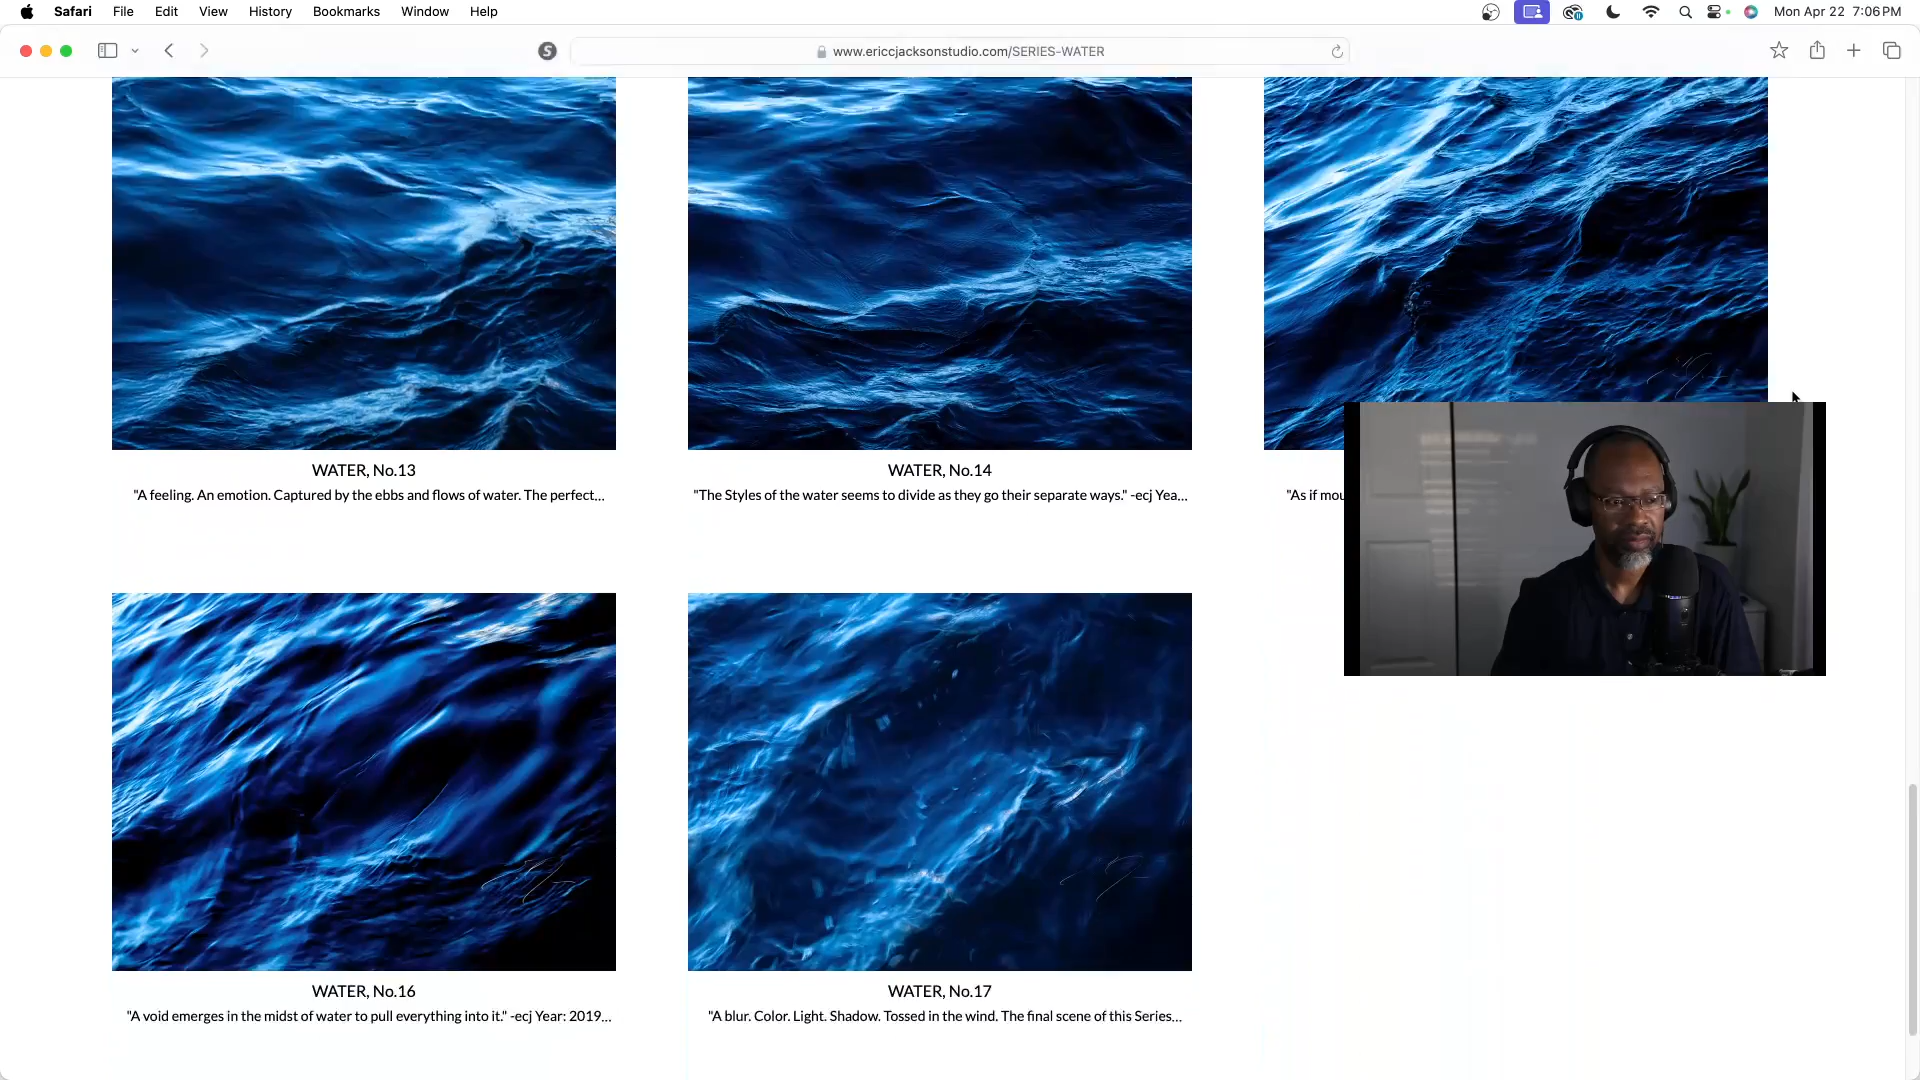 Safari File Edit View History Bookmarks Window Help Mon Apr 22 7:06 PM
www.ericcjacksonstudio.com/SERIES-WATER
WATER, No.13
"A feeling. An emotion. Captured by the ebbs and flows of water. The perfect...
WATER, No.14
"The Styles of the water seems to divide as they go their separate ways." -ecj Yea...
"As if mou
WATER, No.16
"A void emerges in the midst of water to pull everything into it." -ecj Year: 2019...
WATER, No.17
"A blur. Color. Light. Shadow. Tossed in the wind. The final scene of this Series...